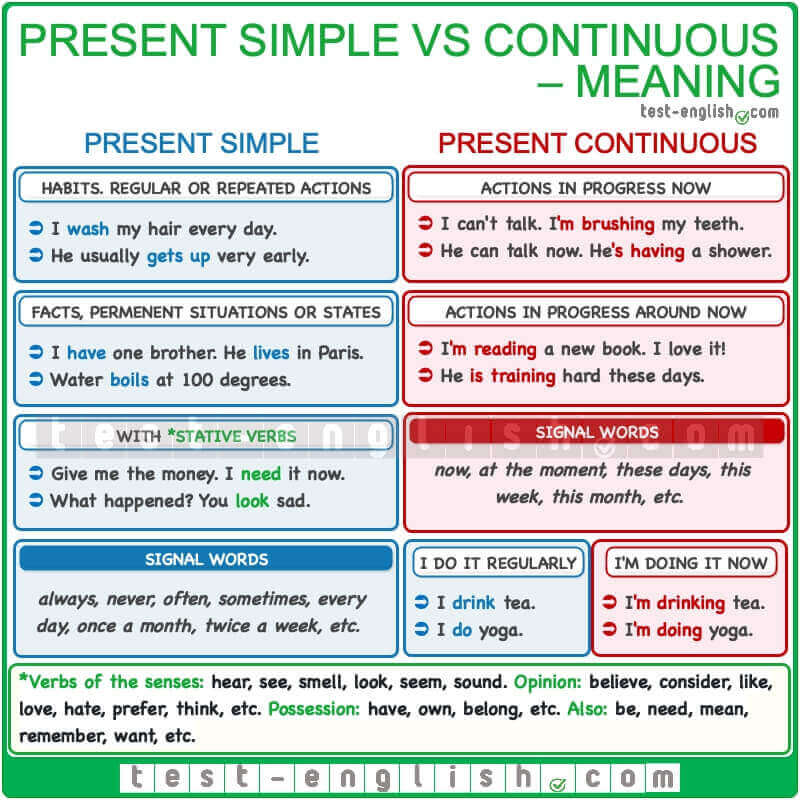 PRESENT SIMPLE VS CONTINUOUS
– MEANING
test-english.com
PRESENT SIMPLE
HABITS. REGULAR OR REPEATED ACTIONS
I wash my hair every day.
He usually gets up very early.
FACTS, PERMENENT SITUATIONS OR STATES
I have one brother. He lives in Paris.
Water boils at 100 degrees.
WITH *STATIVE VERBS
Give me the money. I need it now.
What happened? You look sad.
SIGNAL WORDS
always, never, often, sometimes, every
day, once a month, twice a week, etc.
PRESENT CONTINUOUS
ACTIONS IN PROGRESS NOW
I can't talk. I'm brushing my teeth.
He can talk now. He's having a shower.
ACTIONS IN PROGRESS AROUND NOW
I'm reading a new book. I love it!
He is training hard these days.
SIGNAL WORDS
now, at the moment, these days, this
week, this month, etc.
I DO IT REGULARLY
I drink tea.
I do yoga.
I'M DOING IT NOW
I'm drinking tea.
I'm doing yoga.
test-english.com
*Verbs of the senses: hear, see, smell, look, seem, sound. Opinion: believe, consider, like,
love, hate, prefer, think, etc. Possession: have, own, belong, etc. Also: be, need, mean,
remember, want, etc.
test-english.com